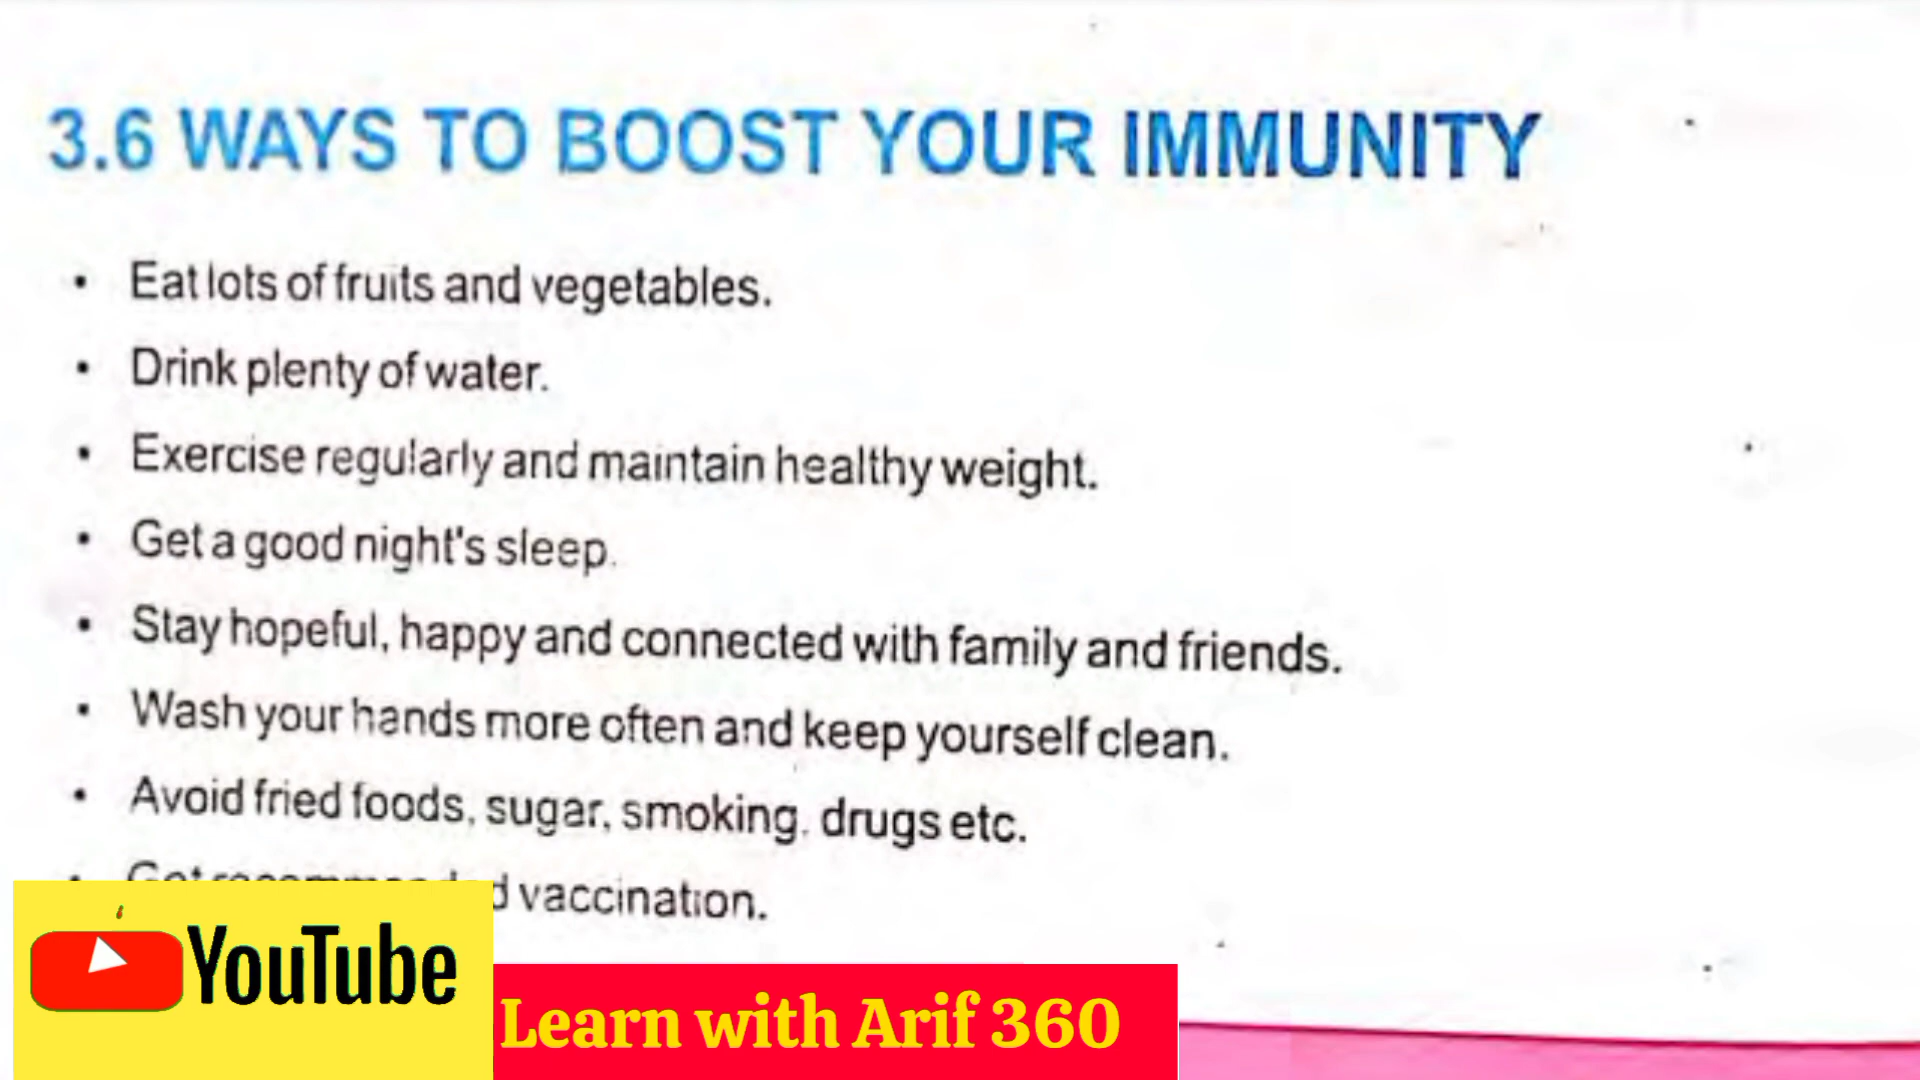 3.6 WAYS TO BOOST YOUR IMMUNITY
• Eat lots of fruits and vegetables.
• Drink plenty of water.
• Exercise regularly and maintain healthy weight.
• Get a good night's sleep.
• Stay hopeful, happy and connected with family and friends.
• Wash your hands more often and keep yourself clean.
• Avoid fried foods, sugar, smoking, drugs etc.
• Get recommended vaccination.
YouTube
Learn with Arif 360